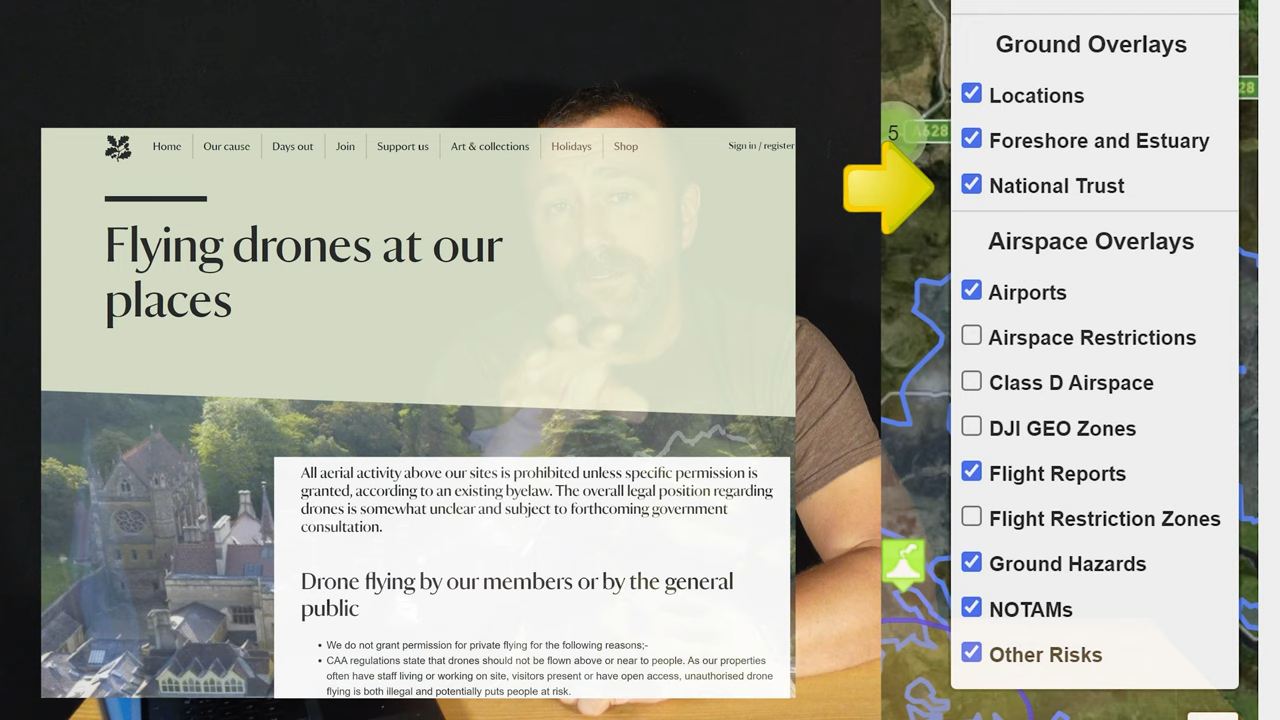 Home
Our cause
Days out
Join
Support us
Art & collections
Holidays
Shop
Sign in / register
Flying drones at our
places
All aerial activity above our sites is prohibited unless specific permission is
granted, according to an existing byelaw. The overall legal position regarding
drones is somewhat unclear and subject to forthcoming government
consultation.
Drone flying by our members or by the general
public
• We do not grant permission for private flying for the following reasons;-
• CAA regulations state that drones should not be flown above or near to people. As our properties
often have staff living or working on site, visitors present or have open access, unauthorised drone
flying is both illegal and potentially puts people at risk.
5
A628
28
Ground Overlays
Locations
Foreshore and Estuary
National Trust
Airspace Overlays
Airports
Airspace Restrictions
Class D Airspace
DJI GEO Zones
Flight Reports
Flight Restriction Zones
Ground Hazards
NOTAMs
Other Risks